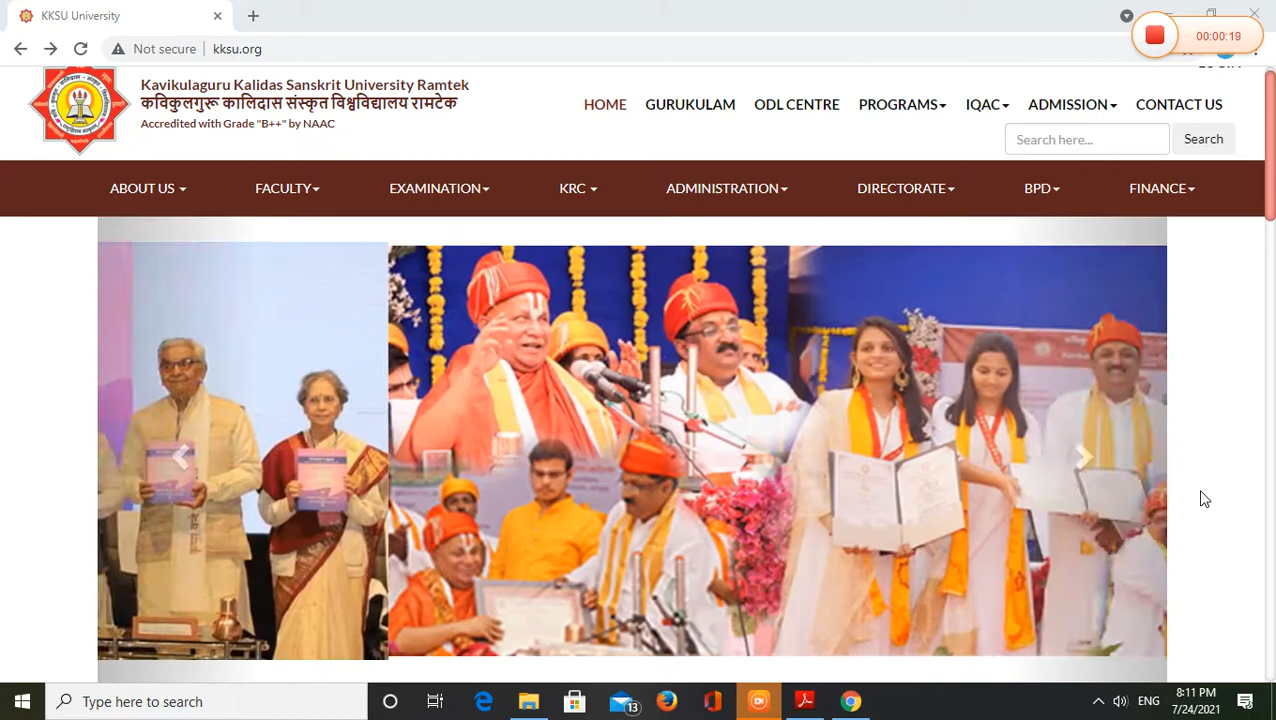 KKSU University
00:00:19
Not secure
kksu.org
Kavikulaguru Kalidas Sanskrit University Ramtek
कविकुलगुरू कालिदास संस्कृत विश्वविद्यालय रामटेक
Accredited with Grade "B++" by NAAC
HOME GURUKULAM ODL CENTRE PROGRAMS IQAC ADMISSION CONTACT US
Search here... Search
ABOUT US FACULTY EXAMINATION KRC ADMINISTRATION DIRECTORATE BPD FINANCE
Type here to search
13
ENG
8:11 PM
7/24/2021